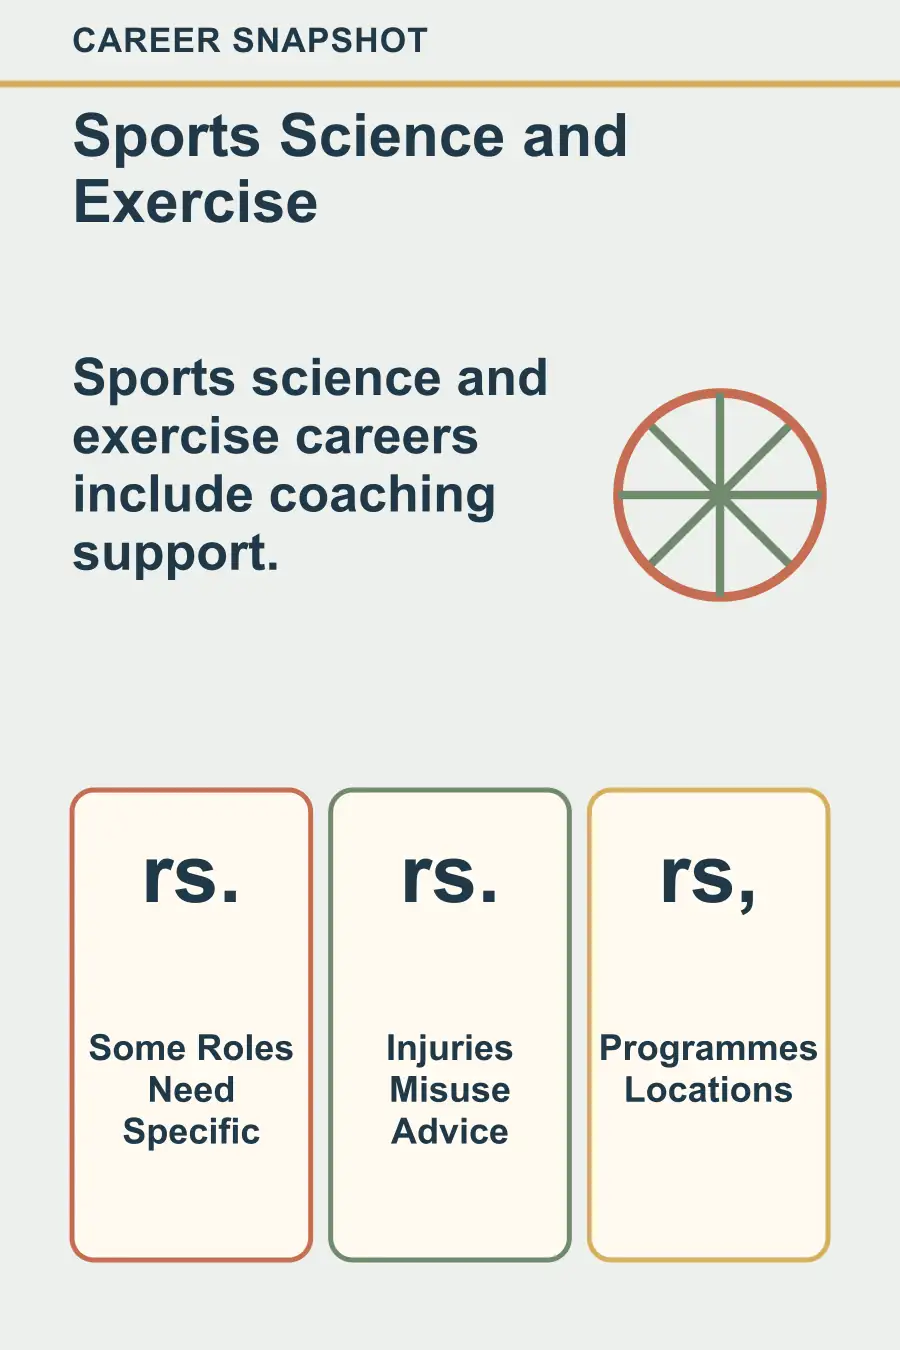 CAREER SNAPSHOT
Sports Science and
Exercise
Sports science and
exercise careers
include coaching
support.
rs.
Some Roles
Need
Specific
rs.
Injuries
Misuse
Advice
rs,
Programmes
Locations